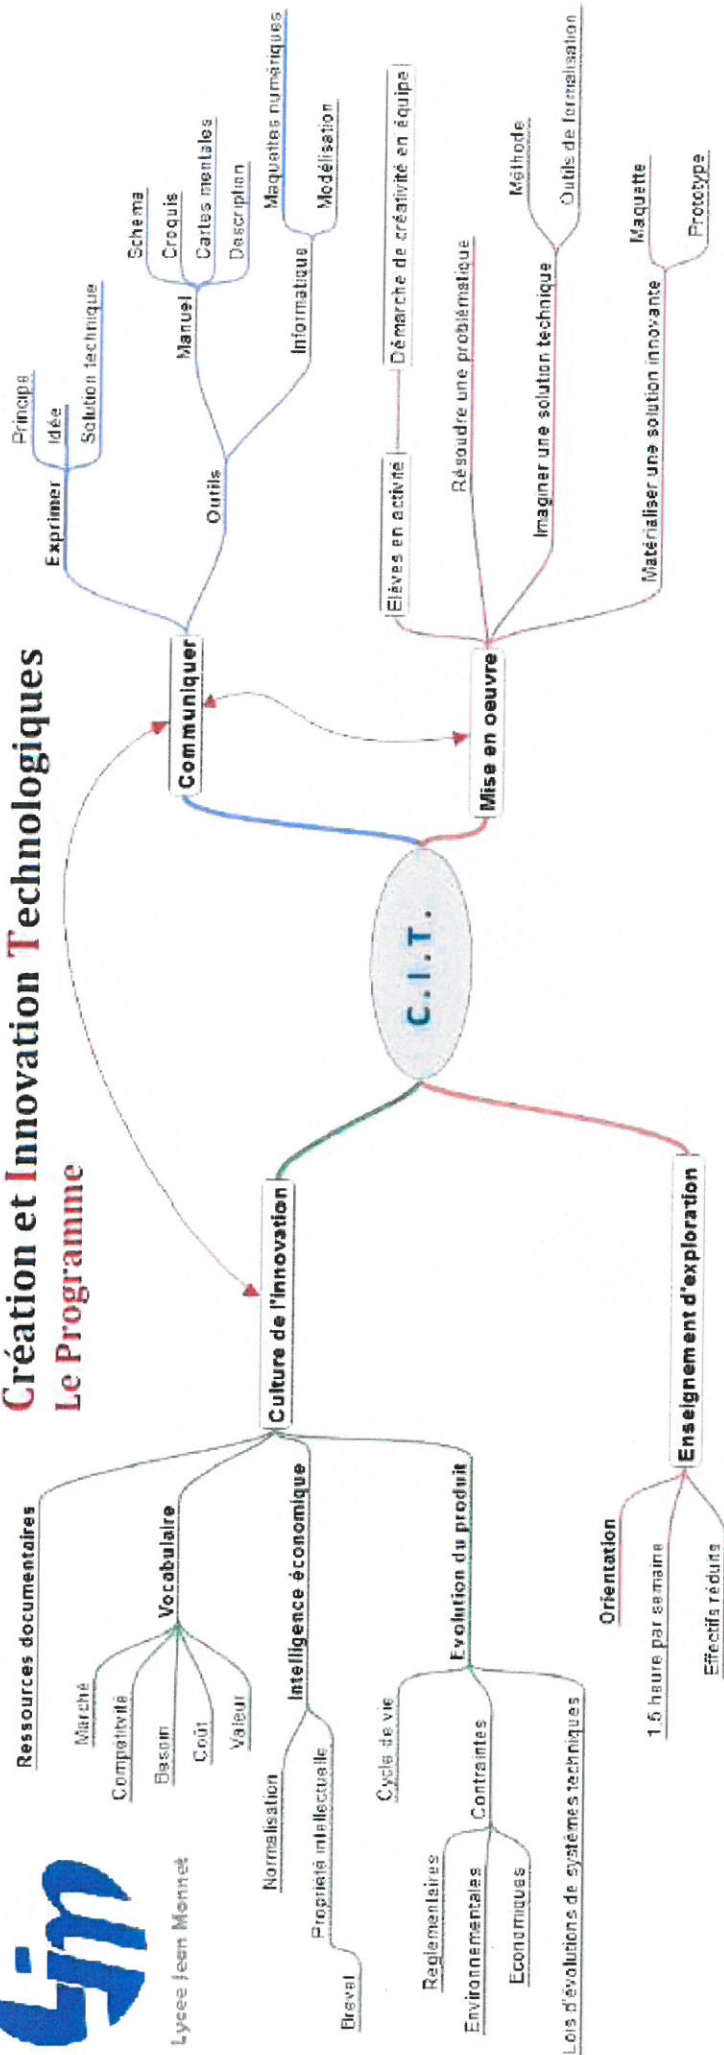 Création et Innovation Technologiques
Le Programme
Ljm
Lycée Jean Monnet
C.I.T.
Communiquer
Exprimer
Principe
Idée
Solution technique
Outils
Manuel
Schéma
Croquis
Cartes mentales
Description
Informatique
Maquettes numériques
Modélisation
Mise en oeuvre
Elèves en activité
Démarche de créativité en équipe
Résoudre une problématique
Imaginer une solution technique
Méthode
Outils de formalisation
Matérialiser une solution innovante
Maquette
Prototype
Culture de l'innovation
Ressources documentaires
Vocabulaire
Marché
Compétitvité
Besoin
Coût
Valeur
Intelligence économique
Normalisation
Propriété intellectuelle
Brevet
Evolution du produit
Cycle de vie
Contraintes
Reglementaires
Environnementales
Economiques
Lois d'évolutions de systèmes techniques
Enseignement d'exploration
Orientation
1,5 heure par semaine
Effectifs réduits